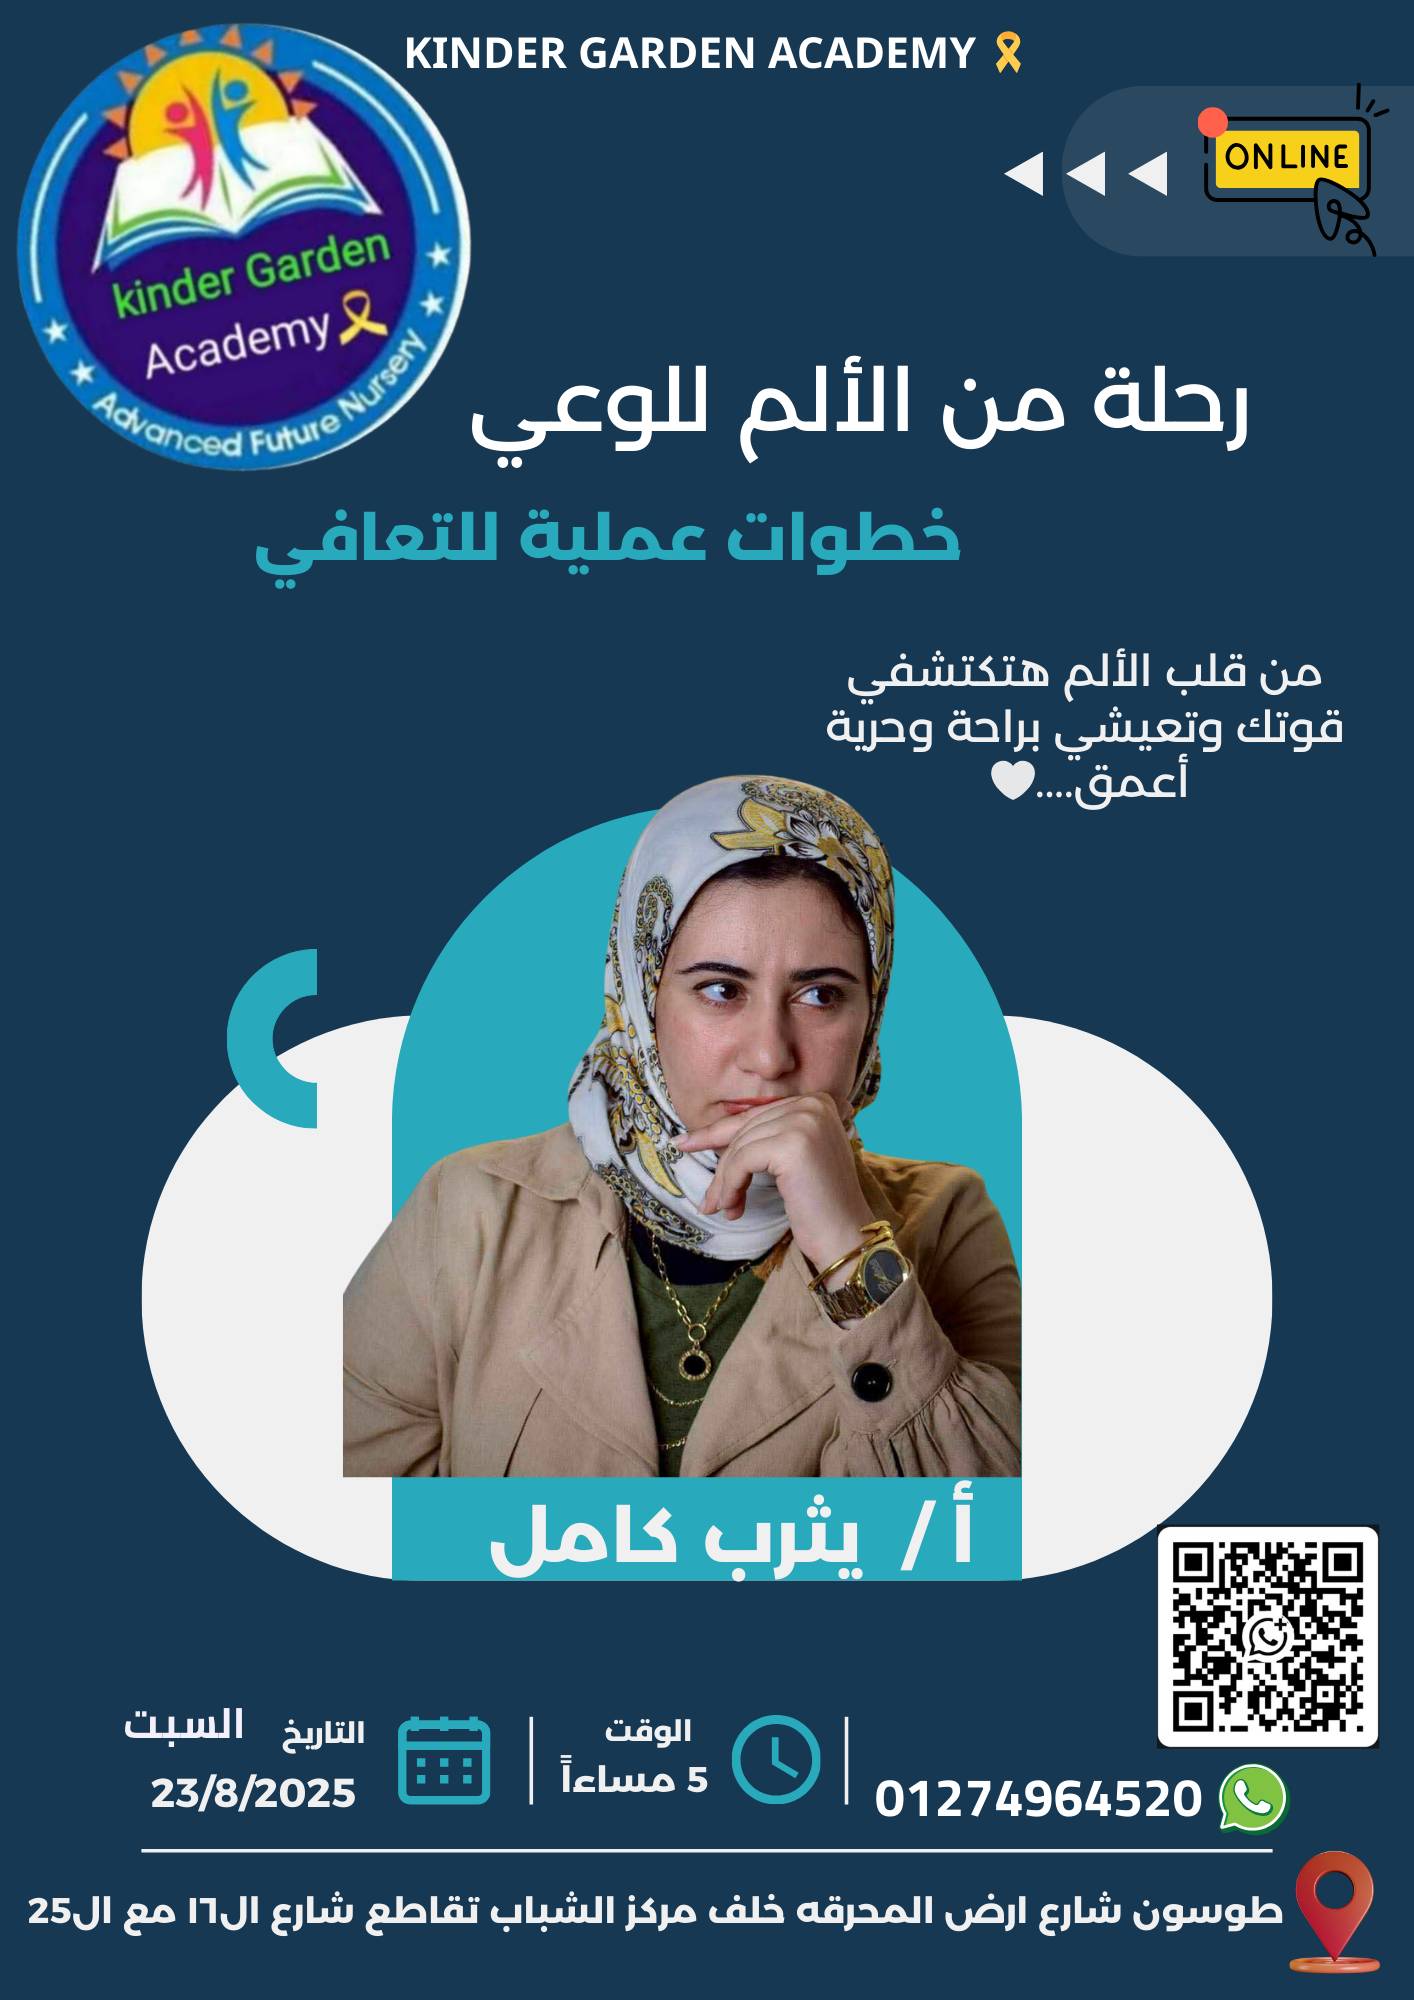 KINDER GARDEN ACADEMY 🎗
ONLINE
kinder Garden
Academy🎗
Advanced Future Nursery
رحلة من الألم للوعي
خطوات عملية للتعافي
من قلب الألم هتكتشفي
قوتك وتعيشي براحة وحرية
أعمق....🤍
أ/ يثرب كامل
01274964520
الوقت
5 مساءاً
التاريخ السبت
23/8/2025
طوسون شارع ارض المحرقه خلف مركز الشباب تقاطع شارع ال١٦ مع ال25